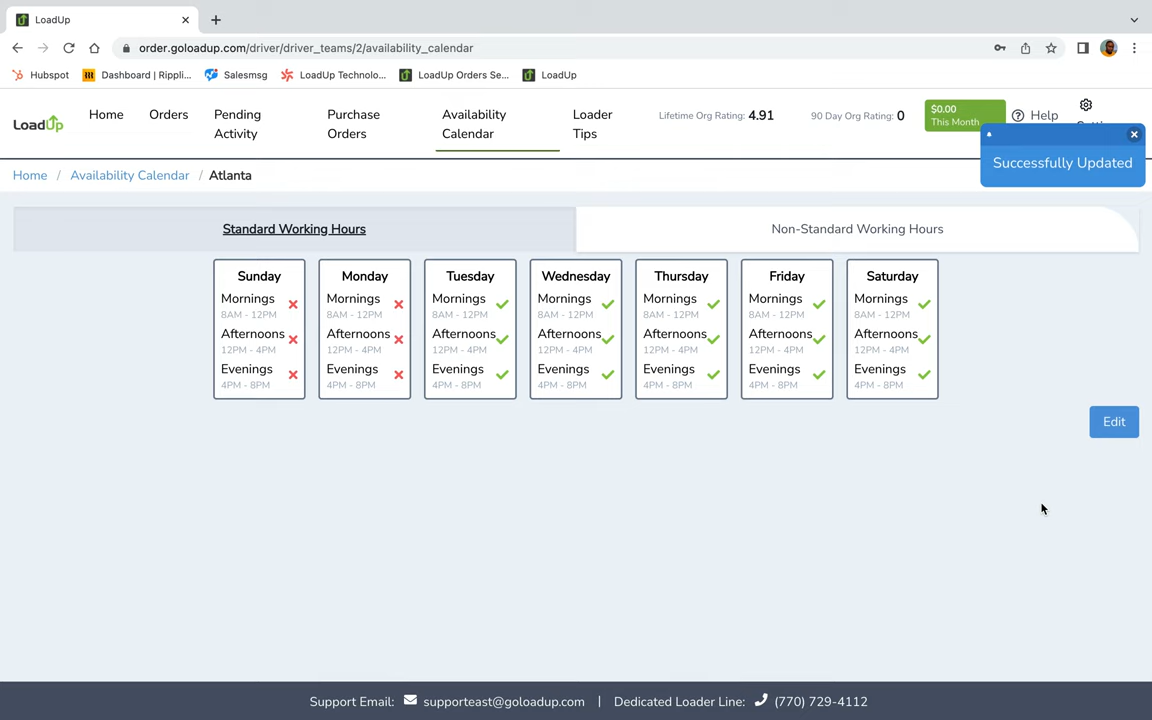 LoadUp
order.goloadup.com/driver/driver_teams/2/availability_calendar
Hubspot
Dashboard | Rippli...
Salesmsg
LoadUp Technolo...
LoadUp Orders Se...
LoadUp
LoadUp
Home
Orders
Pending
Activity
Purchase
Orders
Availability
Calendar
Loader
Tips
Lifetime Org Rating: 4.91
90 Day Org Rating: 0
$0.00
This Month
Help
Successfully Updated
Home / Availability Calendar / Atlanta
Standard Working Hours
Non-Standard Working Hours
Sunday
Mornings
8AM - 12PM
Afternoons
12PM - 4PM
Evenings
4PM - 8PM
Monday
Mornings
8AM - 12PM
Afternoons
12PM - 4PM
Evenings
4PM - 8PM
Tuesday
Mornings
8AM - 12PM
Afternoons
12PM - 4PM
Evenings
4PM - 8PM
Wednesday
Mornings
8AM - 12PM
Afternoons
12PM - 4PM
Evenings
4PM - 8PM
Thursday
Mornings
8AM - 12PM
Afternoons
12PM - 4PM
Evenings
4PM - 8PM
Friday
Mornings
8AM - 12PM
Afternoons
12PM - 4PM
Evenings
4PM - 8PM
Saturday
Mornings
8AM - 12PM
Afternoons
12PM - 4PM
Evenings
4PM - 8PM
Edit
Support Email: supporteast@goloadup.com | Dedicated Loader Line: (770) 729-4112